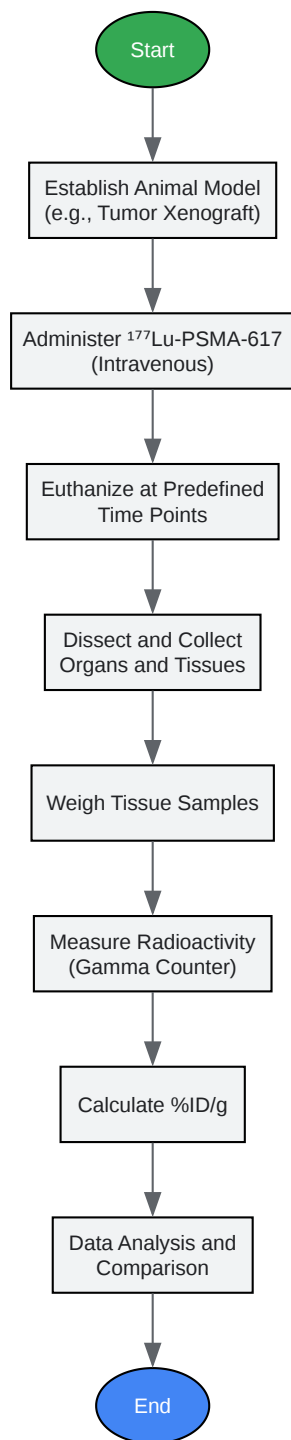 Start
Establish Animal Model
(e.g., Tumor Xenograft)
Administer ¹⁷⁷Lu-PSMA-617
(Intravenous)
Euthanize at Predefined
Time Points
Dissect and Collect
Organs and Tissues
Weigh Tissue Samples
Measure Radioactivity
(Gamma Counter)
Calculate %ID/g
Data Analysis and
Comparison
End